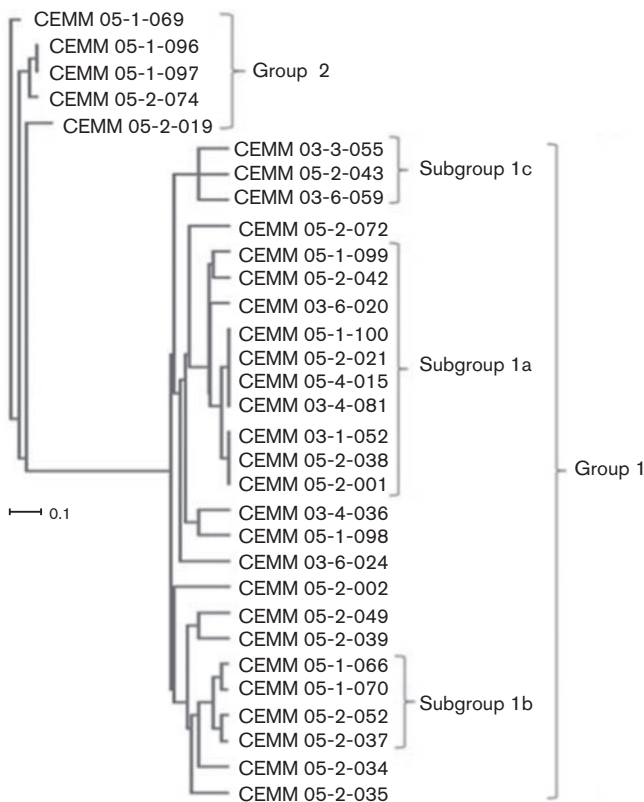 CEMM 05-1-069
CEMM 05-1-096
CEMM 05-1-097
CEMM 05-2-074
CEMM 05-2-019
Group 2
CEMM 03-3-055
CEMM 05-2-043
CEMM 03-6-059
Subgroup 1c
CEMM 05-2-072
CEMM 05-1-099
CEMM 05-2-042
CEMM 03-6-020
CEMM 05-1-100
CEMM 05-2-021
CEMM 05-4-015
CEMM 03-4-081
CEMM 03-1-052
CEMM 05-2-038
CEMM 05-2-001
Subgroup 1a
CEMM 03-4-036
CEMM 05-1-098
CEMM 03-6-024
CEMM 05-2-002
CEMM 05-2-049
CEMM 05-2-039
CEMM 05-1-066
CEMM 05-1-070
CEMM 05-2-052
CEMM 05-2-037
Subgroup 1b
CEMM 05-2-034
CEMM 05-2-035
Group 1
0.1